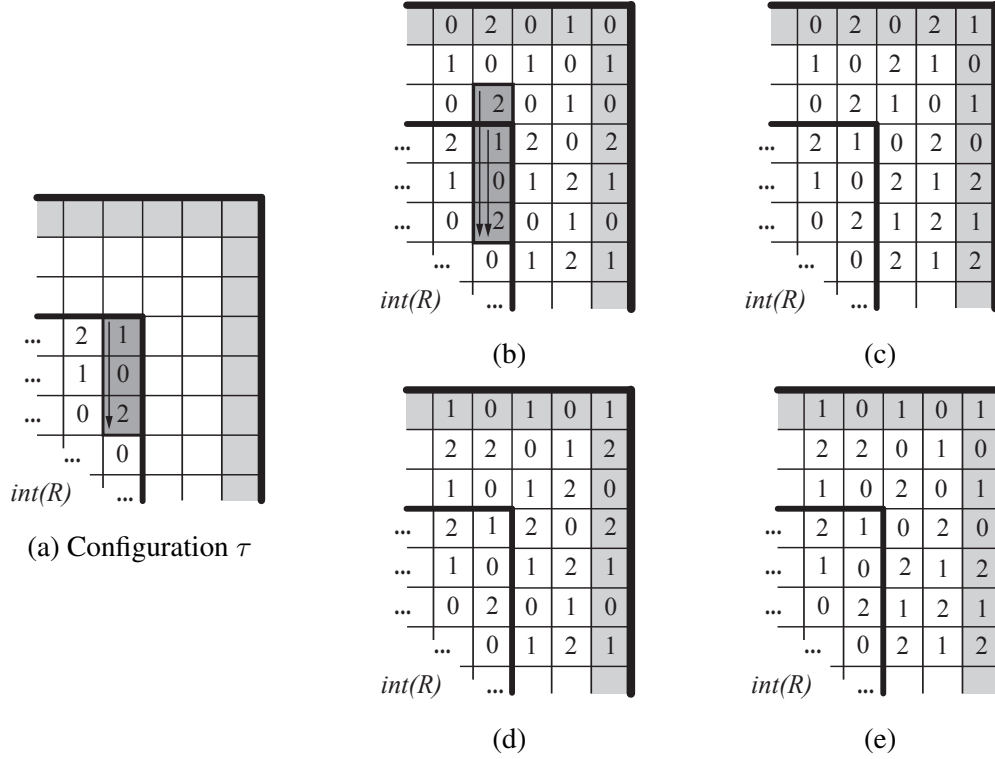 ... 2 1
... 1 0
... 0 2
... 0
int(R) ...
(a) Configuration τ
0 2 0 1 0
1 0 1 0 1
0 2 0 1 0
... 2 1 2 0 2
... 1 0 1 2 1
... 0 2 0 1 0
... 0 1 2 1
int(R) ...
(b)
0 2 0 2 1
1 0 2 1 0
0 2 1 0 1
... 2 1 0 2 0
... 1 0 2 1 2
... 0 2 1 2 1
... 0 2 1 2
int(R) ...
(c)
1 0 1 0 1
2 2 0 1 2
1 0 1 2 0
... 2 1 2 0 2
... 1 0 1 2 1
... 0 2 0 1 0
... 0 1 2 1
int(R) ...
(d)
1 0 1 0 1
2 2 0 1 0
1 0 2 0 1
... 2 1 0 2 0
... 1 0 2 1 2
... 0 2 1 2 1
... 0 2 1 2
int(R) ...
(e)